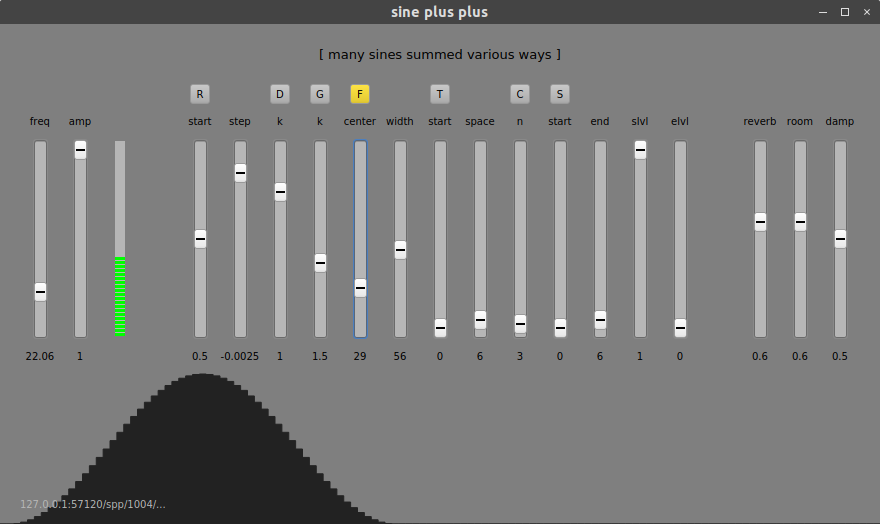 sine plus plus
[ many sines summed various ways ]
R D G F T C S
freq amp start step k k center width start space n start end slvl elvl reverb room damp
22.06 1 0.5 -0.0025 1 1.5 29 56 0 6 3 0 6 1 0 0.6 0.6 0.5
127.0.0.1:57120/spp/1004/...